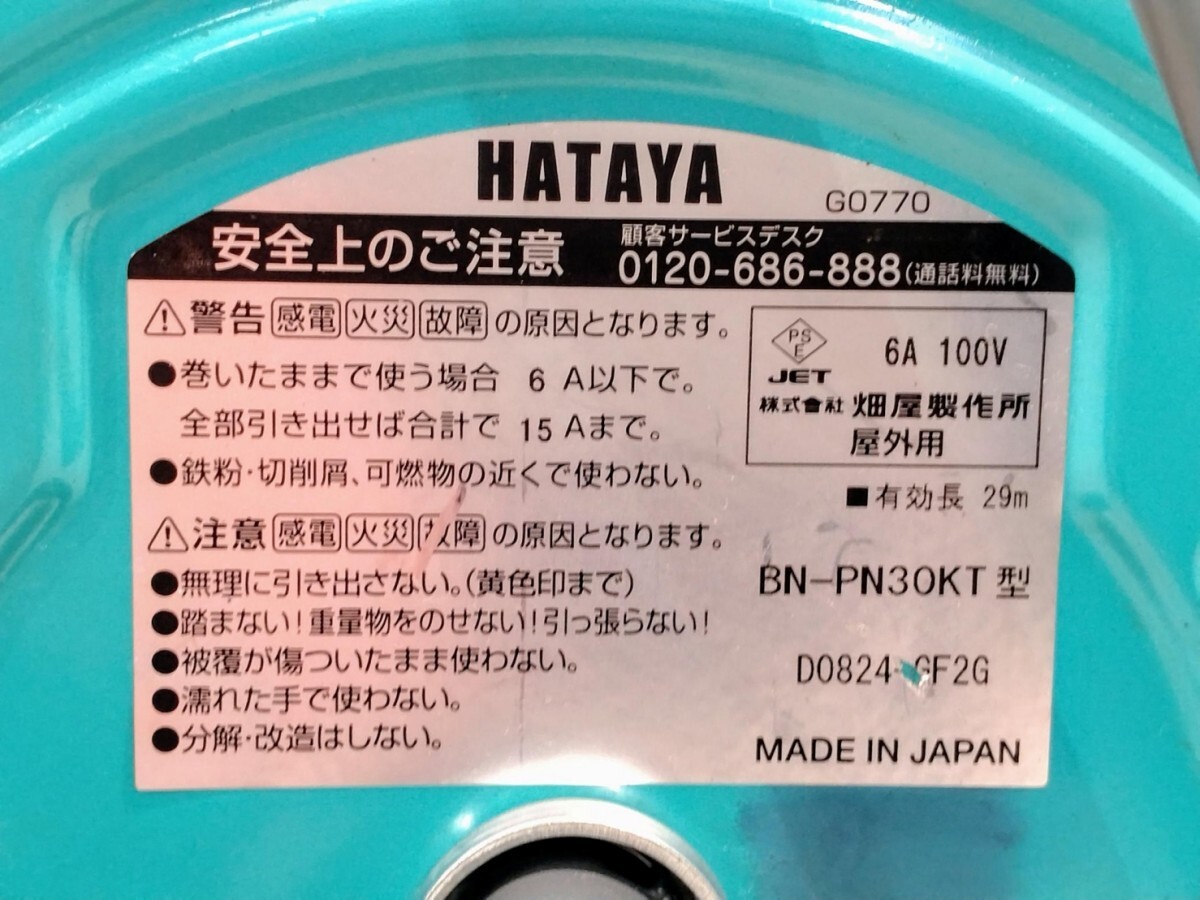 HATAYA
G0770
安全上のご注意
顧客サービスデスク
0120-686-888(通話料無料)
⚠警告 感電 火災 故障 の原因となります。
●巻いたままで使う場合 6 A以下で。
全部引き出せば合計で 15 Aまで。
●鉄粉・切削屑、可燃物の近くで使わない。
⚠注意 感電 火災 故障 の原因となります。
●無理に引き出さない。(黄色印まで)
●踏まない!重量物をのせない!引っ張らない!
●被覆が傷ついたまま使わない。
●濡れた手で使わない。
●分解・改造はしない。
PS
E
JET
6A 100V
株式會社 畑屋製作所
屋外用
■有効長 29m
BN-PN30KT型
D0824-GF2G
MADE IN JAPAN